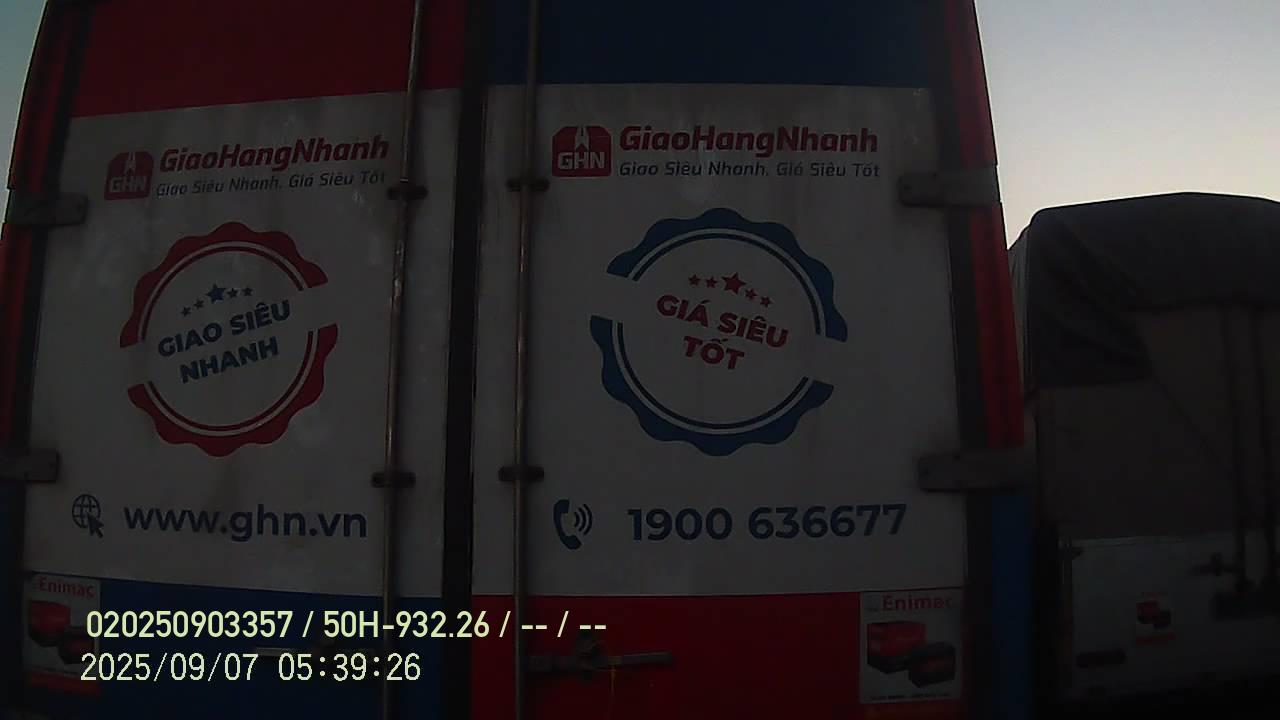 GiaoHangNhanh
GHN
Giao Siêu Nhanh. Giá Siêu Tốt
GIAO SIÊU
NHANH
www.ghn.vn
GiaoHangNhanh
GHN
Giao Siêu Nhanh. Giá Siêu Tốt
GIÁ SIÊU
TỐT
1900 636677
Enimac
Enimac
020250903357 / 50H-932.26 / -- / --
2025/09/07 05:39:26